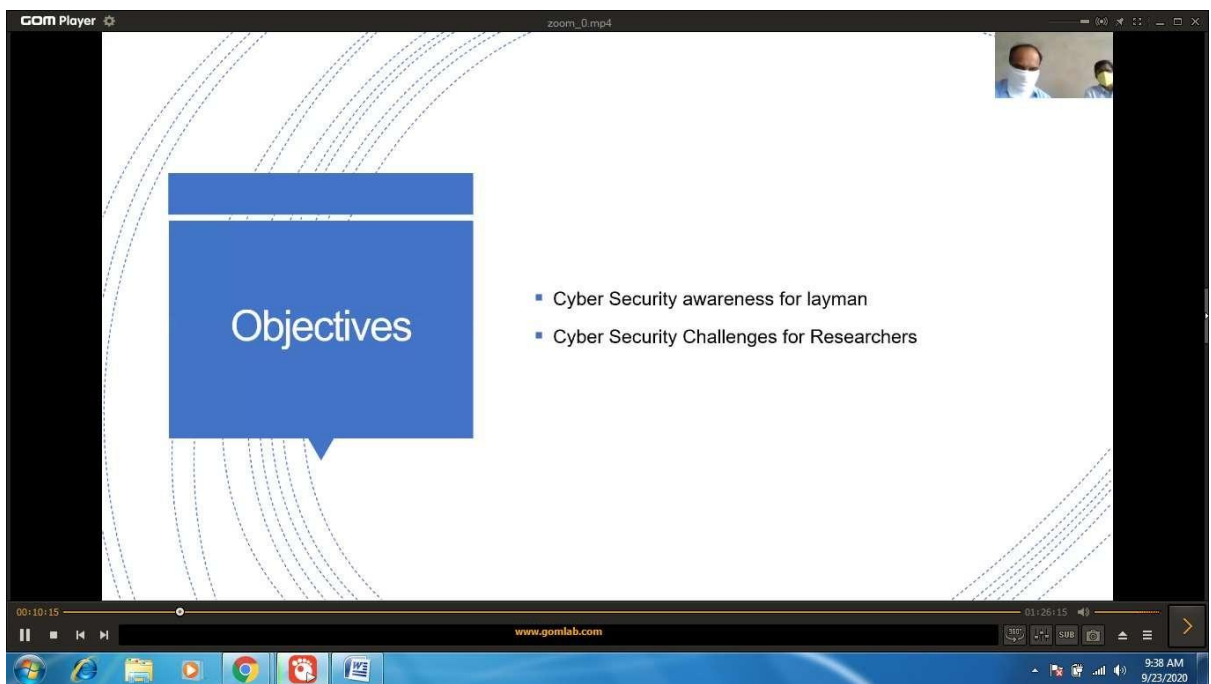 GOM Player
zoom_0.mp4
Objectives
Cyber Security awareness for layman
Cyber Security Challenges for Researchers
00:10:15
01:26:15
www.gomlab.com
360°
SUB
9:38 AM
9/23/2020